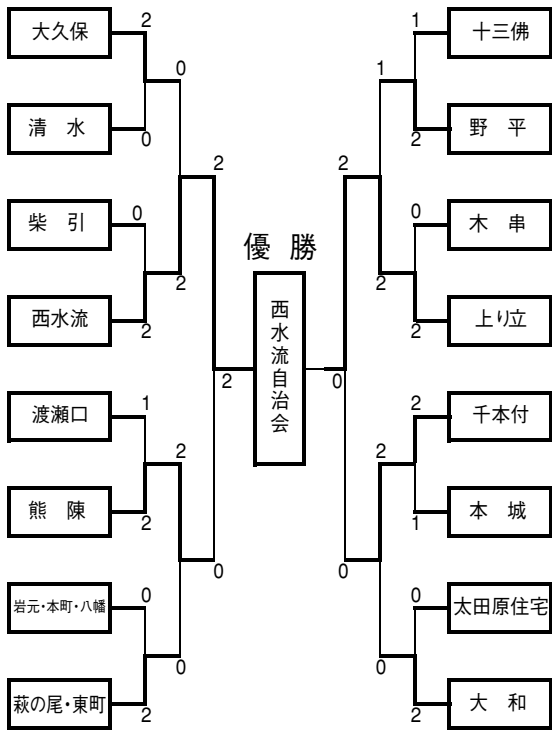 大久保
2
0
清 水
0
柴 引
0
2
西水流
2
2
渡瀬口
1
2
熊 陳
2
岩元・本町・八幡
0
0
0
萩の尾・東町
2
優 勝
西水流自治会
2
0
十三佛
1
1
野 平
2
2
木 串
0
2
上り立
2
千本付
2
2
本 城
1
0
太田原住宅
0
0
大 和
2